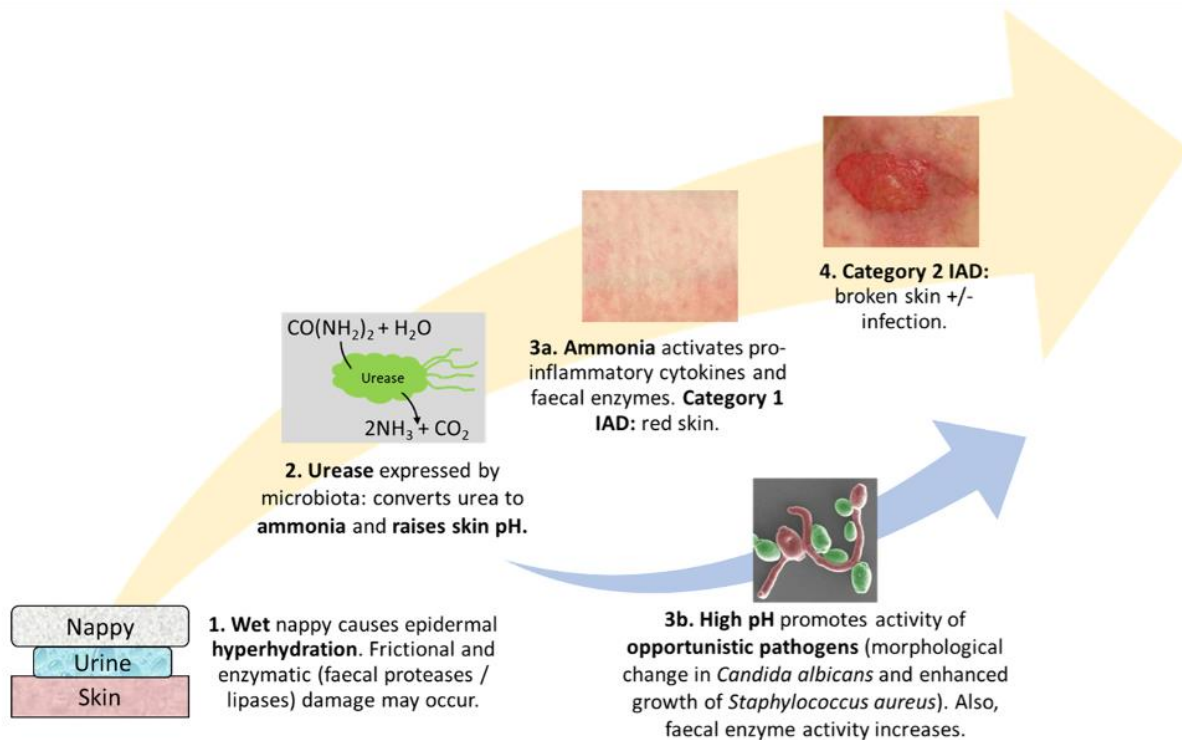 Nappy
Urine
Skin
1. Wet nappy causes epidermal
hyperhydration. Frictional and
enzymatic (faecal proteases /
lipases) damage may occur.
CO(NH₂)₂ + H₂O
Urease
2NH₃ + CO₂
2. Urease expressed by
microbiota: converts urea to
ammonia and raises skin pH.
3a. Ammonia activates pro-
inflammatory cytokines and
faecal enzymes. Category 1
IAD: red skin.
3b. High pH promotes activity of
opportunistic pathogens (morphological
change in Candida albicans and enhanced
growth of Staphylococcus aureus). Also,
faecal enzyme activity increases.
4. Category 2 IAD:
broken skin +/-
infection.